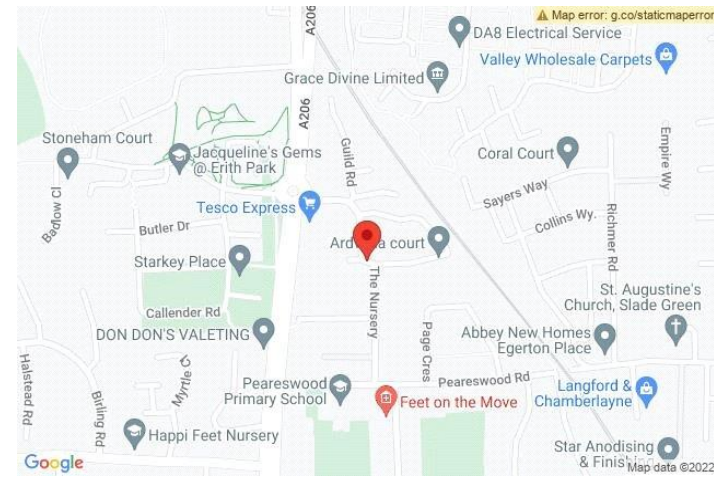 Map error: g.co/staticmaperror
A206
DA8 Electrical Service
Valley Wholesale Carpets
Grace Divine Limited
A206
Stoneham Court
Guild Rd
Empire Wy
Jacqueline's Gems
@ Erith Park
Coral Court
Badlow Cl
Sayers Way
Tesco Express
Collins Wy.
Richmer Rd
Butler Dr
court
Starkey Place
The Nursery
St. Augustine's
Church, Slade Green
Callender Rd
DON DON'S VALETING
Page Cres
Abbey New Homes
Egerton Place
Halstead Rd
Myrtle Cl
Birling Rd
Peareswood
Primary School
Peareswood Rd
Langford &
Chamberlayne
Feet on the Move
Happi Feet Nursery
Star Anodising
& Finishing
Google
Map data ©2022